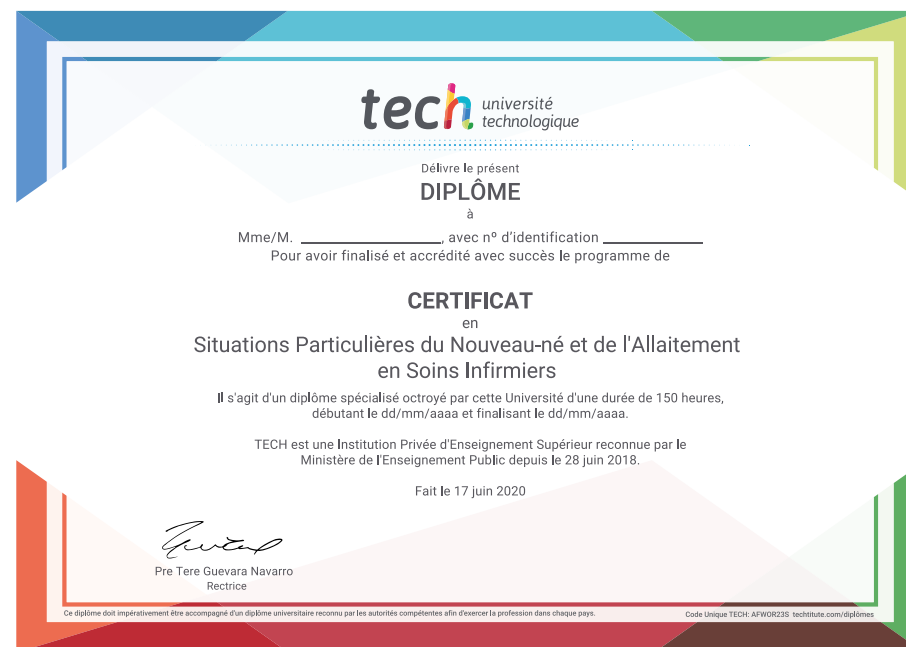 tech université
technologique
Délivre le présent
DIPLÔME
à
Mme/M. ____________________, avec nº d'identification ______________
Pour avoir finalisé et accrédité avec succès le programme de
CERTIFICAT
en
Situations Particulières du Nouveau-né et de l'Allaitement
en Soins Infirmiers
Il s'agit d'un diplôme spécialisé octroyé par cette Université d'une durée de 150 heures,
débutant le dd/mm/aaaa et finalisant le dd/mm/aaaa.
TECH est une Institution Privée d'Enseignement Supérieur reconnue par le
Ministère de l'Enseignement Public depuis le 28 juin 2018.
Fait le 17 juin 2020
Pre Tere Guevara Navarro
Rectrice
Ce diplôme doit impérativement être accompagné d'un diplôme universitaire reconnu par les autorités compétentes afin d'exercer la profession dans chaque pays.
Code Unique TECH: AFWOR23S techtitute.com/diplômes